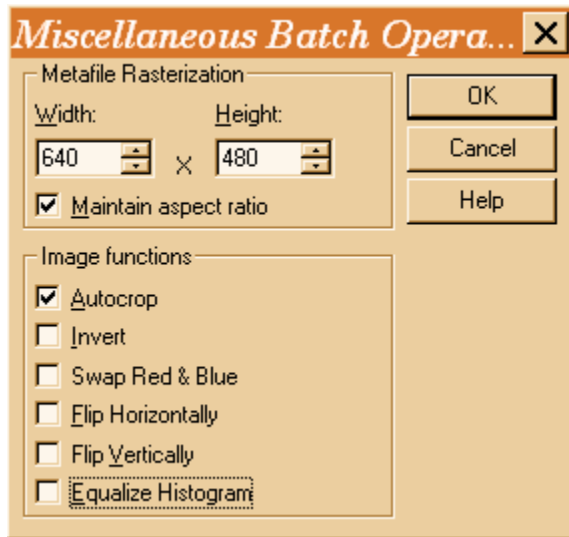 Miscellaneous Batch Opera...
Metafile Rasterization
Width: Height:
640 X 480
Maintain aspect ratio
OK
Cancel
Help
Image functions
Autocrop
Invert
Swap Red & Blue
Flip Horizontally
Flip Vertically
Equalize Histogram